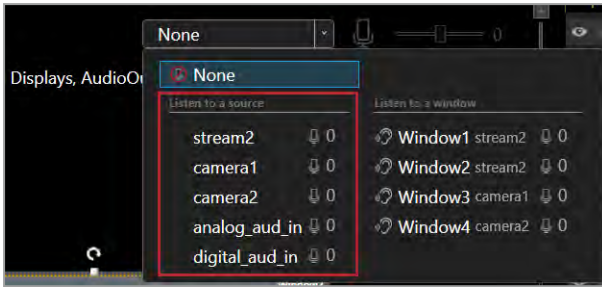 None 0
Displays, AudioOu
None
Listen to a source
Listen to a window
stream2 0
camera1 0
camera2 0
analog_aud_in 0
digital_aud_in 0
Window1 stream2 0
Window2 stream2 0
Window3 camera1 0
Window4 camera2 0